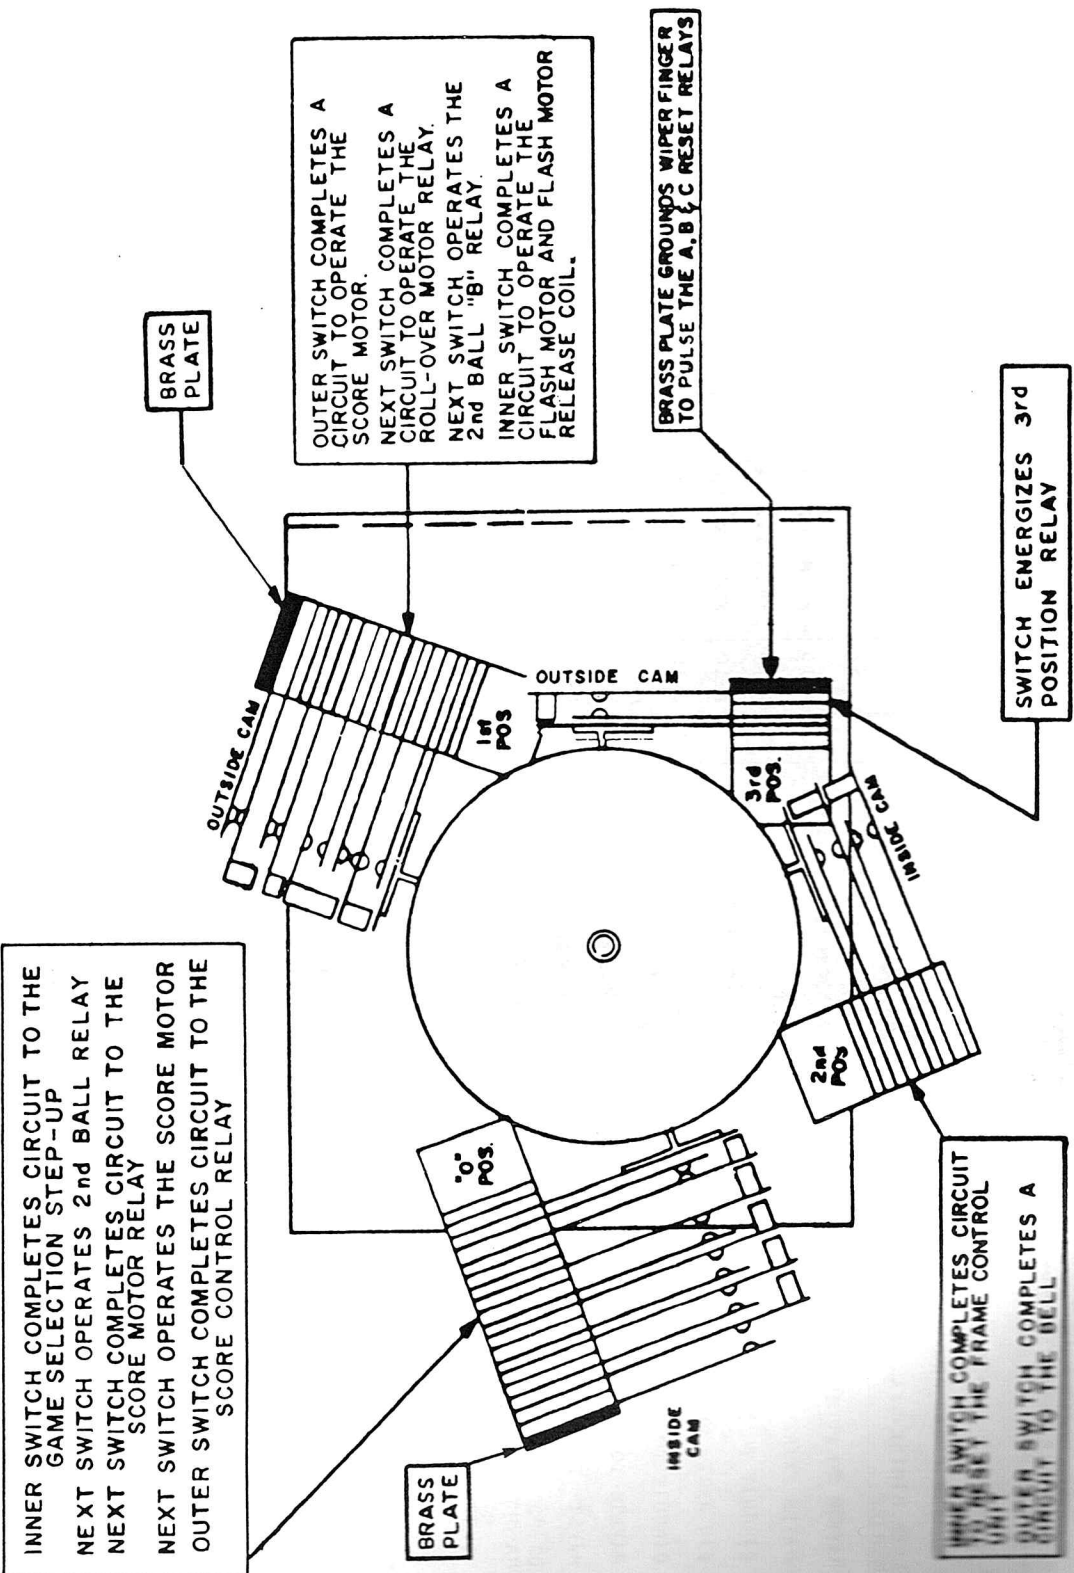 INNER SWITCH COMPLETES CIRCUIT TO THE
GAME SELECTION STEP-UP
NEXT SWITCH OPERATES 2nd BALL RELAY
NEXT SWITCH COMPLETES CIRCUIT TO THE
SCORE MOTOR RELAY
NEXT SWITCH OPERATES THE SCORE MOTOR
OUTER SWITCH COMPLETES CIRCUIT TO THE
SCORE CONTROL RELAY
BRASS
PLATE
OUTER SWITCH COMPLETES A
CIRCUIT TO OPERATE THE
SCORE MOTOR.
NEXT SWITCH COMPLETES A
CIRCUIT TO OPERATE THE
ROLL-OVER MOTOR RELAY.
NEXT SWITCH OPERATES THE
2nd BALL "B" RELAY.
INNER SWITCH COMPLETES A
CIRCUIT TO OPERATE THE
FLASH MOTOR AND FLASH MOTOR
RELEASE COIL.
BRASS PLATE GROUNDS WIPER FINGER
TO PULSE THE A, B & C RESET RELAYS
OUTSIDE CAM
1st
POS
OUTSIDE CAM
"O"
POS.
3rd
POS.
2nd
POS
INSIDE CAM
INSIDE
CAM
BRASS
PLATE
SWITCH ENERGIZES 3rd
POSITION RELAY
INNER SWITCH COMPLETES CIRCUIT
TO RESET THE FRAME CONTROL
UNIT
OUTER SWITCH COMPLETES A
CIRCUIT TO THE BELL